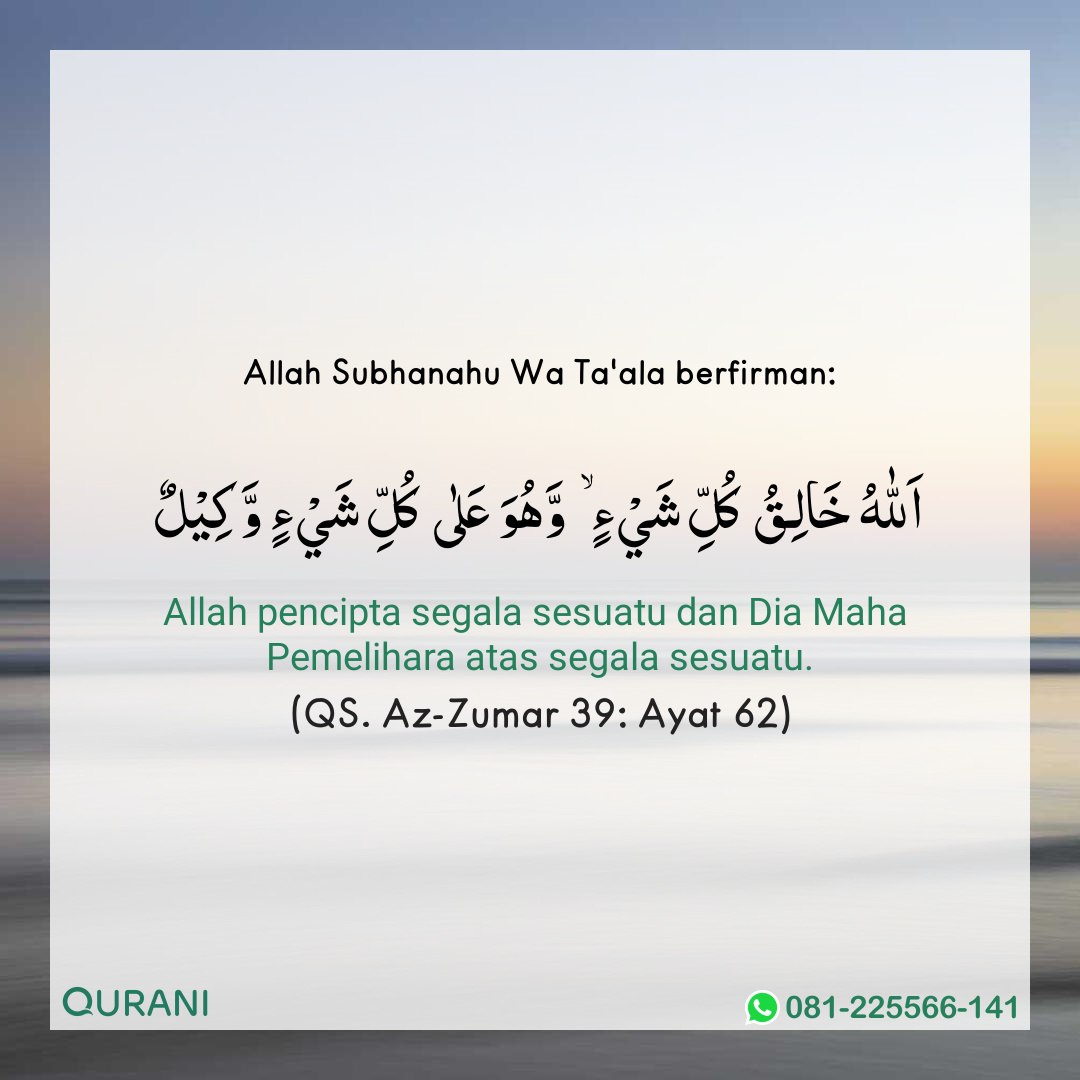 Allah Subhanahu Wa Ta'ala berfirman:
اَللّٰهُ خَالِقُ كُلِّ شَيْءٍ ۙ وَّهُوَ عَلٰى كُلِّ شَيْءٍ وَّكِيْلٌ
Allah pencipta segala sesuatu dan Dia Maha
Pemelihara atas segala sesuatu.
(QS. Az-Zumar 39: Ayat 62)
QURANI
081-225566-141